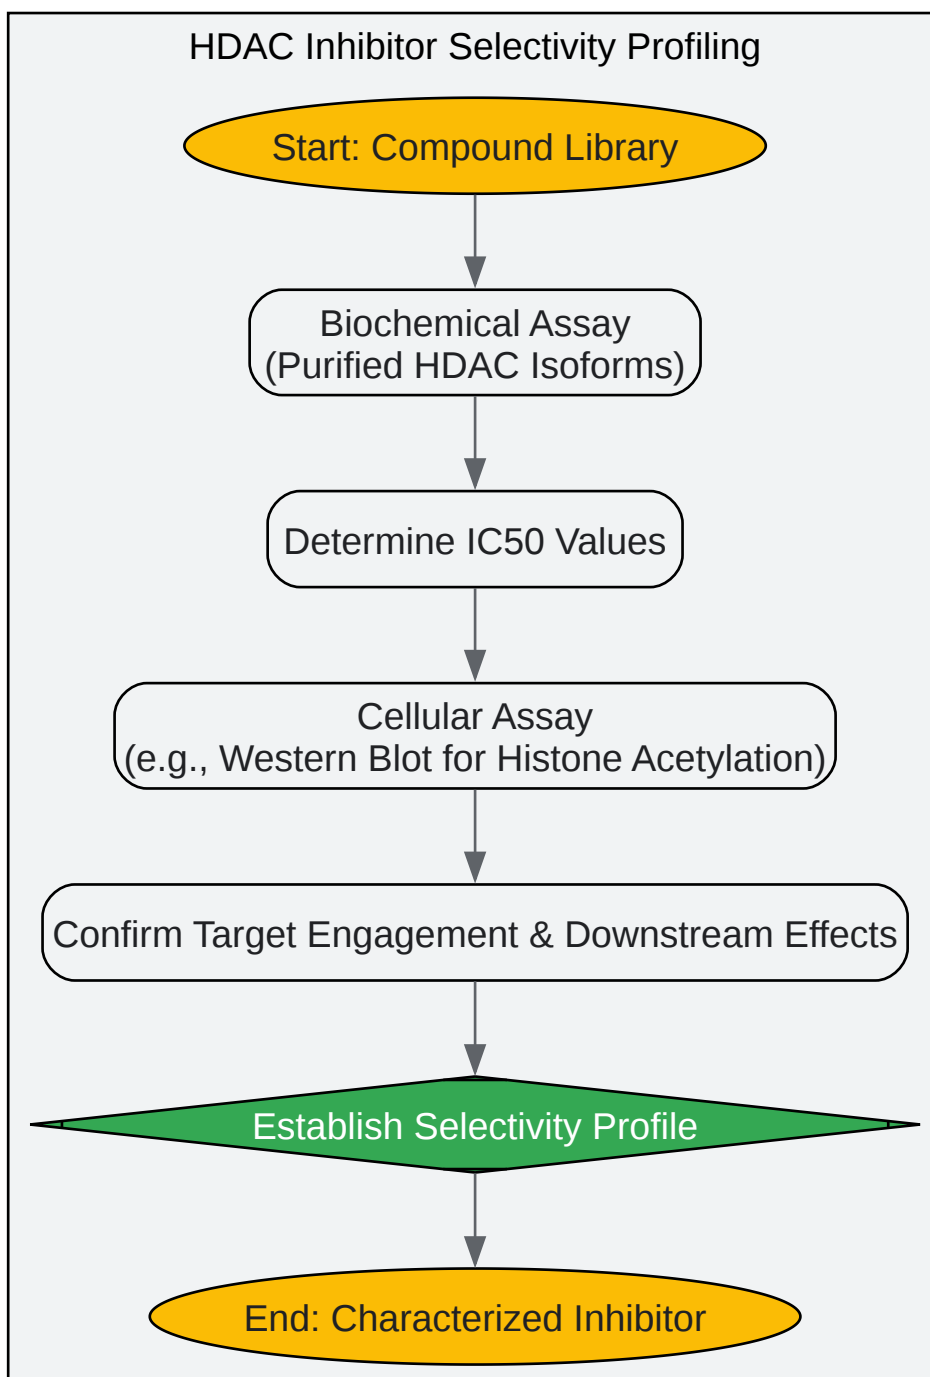 HDAC Inhibitor Selectivity Profiling
Start: Compound Library
Biochemical Assay
(Purified HDAC Isoforms)
Determine IC50 Values
Cellular Assay
(e.g., Western Blot for Histone Acetylation)
Confirm Target Engagement & Downstream Effects
Establish Selectivity Profile
End: Characterized Inhibitor